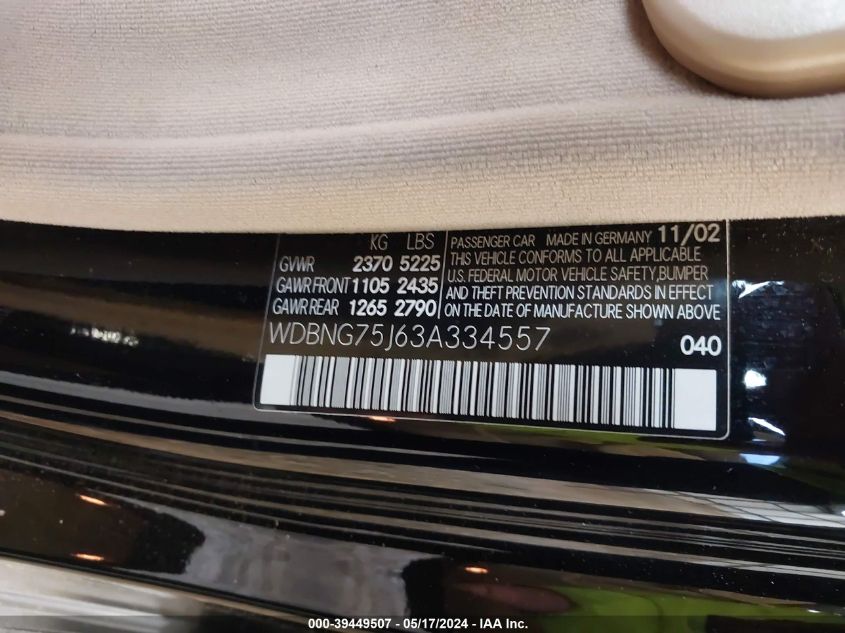 KG LBS
GVWR 2370 5225
GAWR FRONT 1105 2435
GAWR REAR 1265 2790
PASSENGER CAR MADE IN GERMANY 11/02
THIS VEHICLE CONFORMS TO ALL APPLICABLE
U.S. FEDERAL MOTOR VEHICLE SAFETY,BUMPER
AND THEFT PREVENTION STANDARDS IN EFFECT
ON THE DATE OF MANUFACTURE SHOWN ABOVE
WDBNG75J63A334557
040
000-39449507 - 05/17/2024 - IAA Inc.